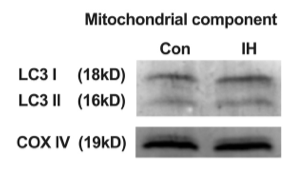 Mitochondrial component
Con IH
LC3 I (18kD)
LC3 II (16kD)
COX IV (19kD)